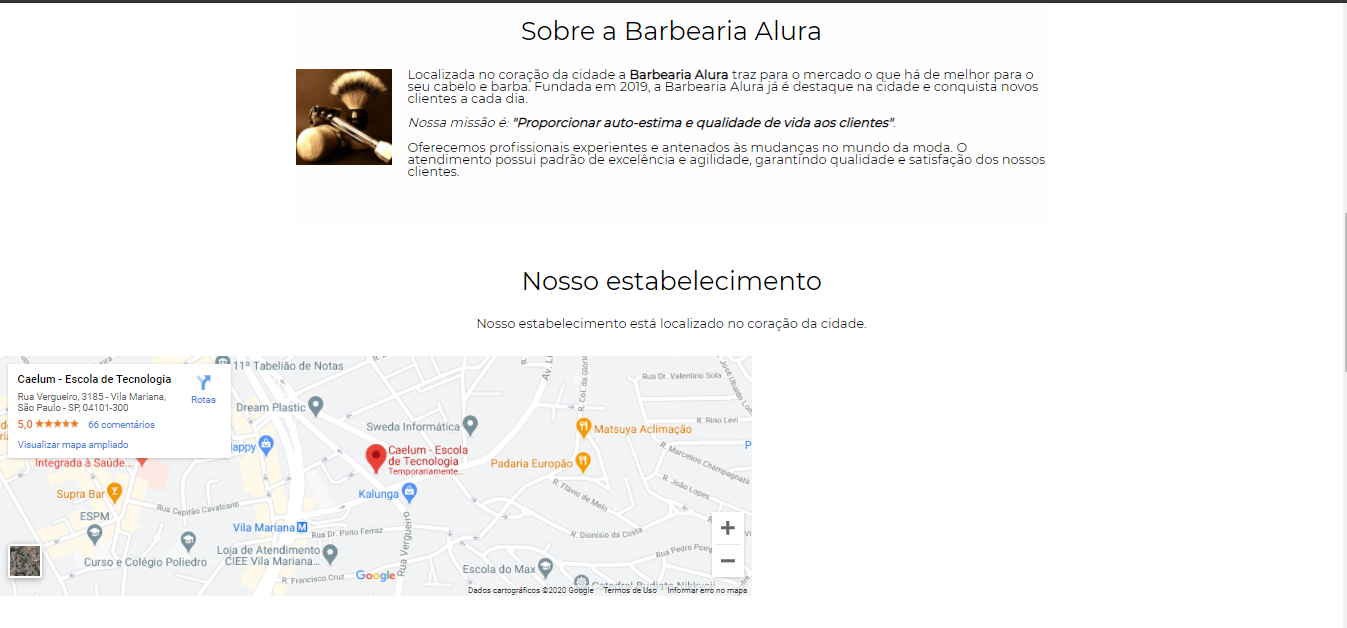 Sobre a Barbearia Alura
Localizada no coração da cidade a Barbearia Alura traz para o mercado o que há de melhor para o
seu cabelo e barba. Fundada em 2019, a Barbearia Alura já é destaque na cidade e conquista novos
clientes a cada dia.
Nossa missão é: "Proporcionar auto-estima e qualidade de vida aos clientes".
Oferecemos profissionais experientes e antenados às mudanças no mundo da moda. O
atendimento possui padrão de excelência e agilidade, garantindo qualidade e satisfação dos nossos
clientes.
Nosso estabelecimento
Nosso estabelecimento está localizado no coração da cidade.
Caelum - Escola de Tecnologia
Rua Vergueiro, 3185 - Vila Mariana,
São Paulo - SP, 04101-300
5,0 ★★★★★ 66 comentários
Visualizar mapa ampliado
Rotas
11º Tabelião de Notas
Av. L
R. Cel. da Glória
Rua Dr. Valentino Sola
Dream Plastic
Sweda Informática
R. Rino Levi
Matsuya Aclimação
appy
Caelum - Escola
de Tecnologia
Temporariamente...
Padaria Europão
R. Marcelino Champagnat
Integrada à Saúde...
R. João Lopes
R. Flávio de Melo
Supra Bar
Kalunga
Rua Capitão Cavalcanti
ESPM
Vila Mariana M
Rua Dr. Pinto Ferraz
Rua Vergueiro
R. Dionísio da Costa
Loja de Atendimento
CIEE Vila Mariana...
Rua Pedro Pom
Curso e Colégio Poliedro
Escola do Max
R. Francisco Cruz
Google
Catedral Budista Nikkyoji
Dados cartográficos ©2020 Google
Termos de Uso
Informar erro no mapa